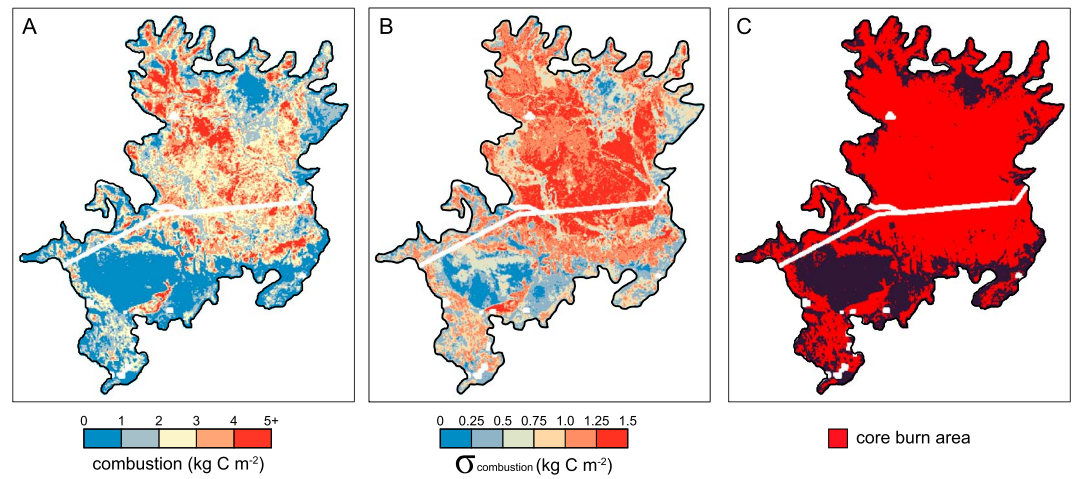 A
B
C
0 1 2 3 4 5+
combustion (kg C m-2)
0 0.25 0.5 0.75 1.0 1.25 1.5
σcombustion (kg C m-2)
core burn area